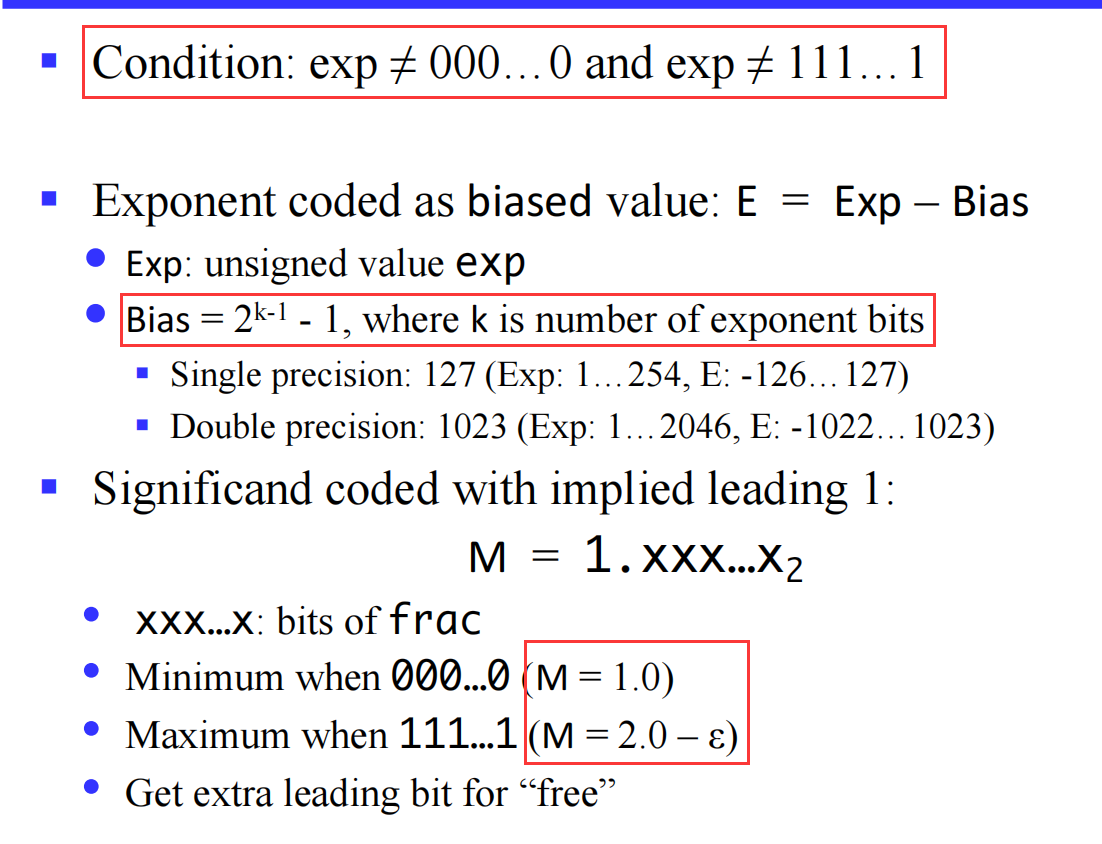 Condition: exp ≠ 000…0 and exp ≠ 111…1
Exponent coded as biased value: E = Exp – Bias
Exp: unsigned value exp
Bias = 2^{k-1} - 1, where k is number of exponent bits
Single precision: 127 (Exp: 1…254, E: -126…127)
Double precision: 1023 (Exp: 1…2046, E: -1022…1023)
Significand coded with implied leading 1:
M = 1.xxx…x₂
xxx…x: bits of frac
Minimum when 000…0 (M = 1.0)
Maximum when 111…1 (M = 2.0 – ε)
Get extra leading bit for “free”